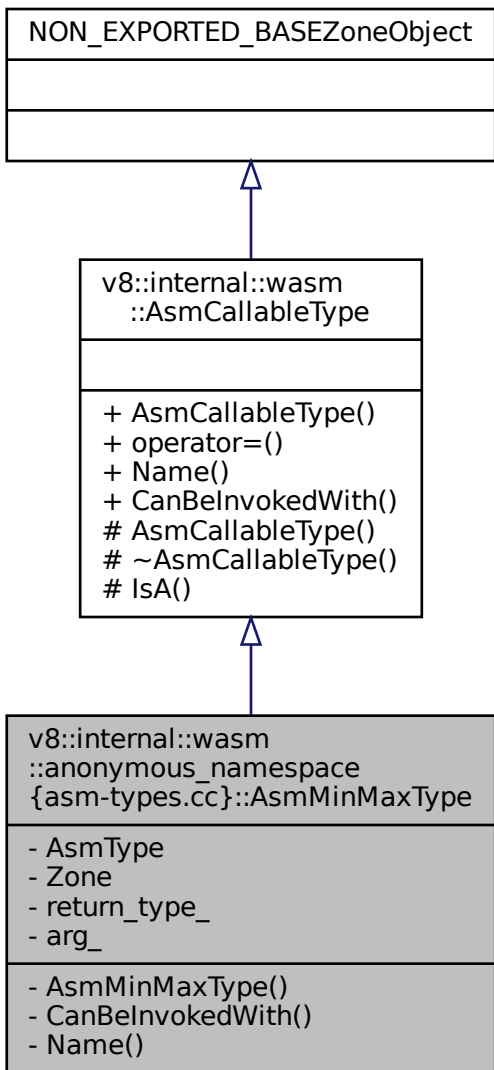 NON_EXPORTED_BASEZoneObject
v8::internal::wasm
::AsmCallableType
+ AsmCallableType()
+ operator=()
+ Name()
+ CanBeInvokedWith()
# AsmCallableType()
# ~AsmCallableType()
# IsA()
v8::internal::wasm
::anonymous_namespace
{asm-types.cc}::AsmMinMaxType
- AsmType
- Zone
- return_type_
- arg_
- AsmMinMaxType()
- CanBeInvokedWith()
- Name()